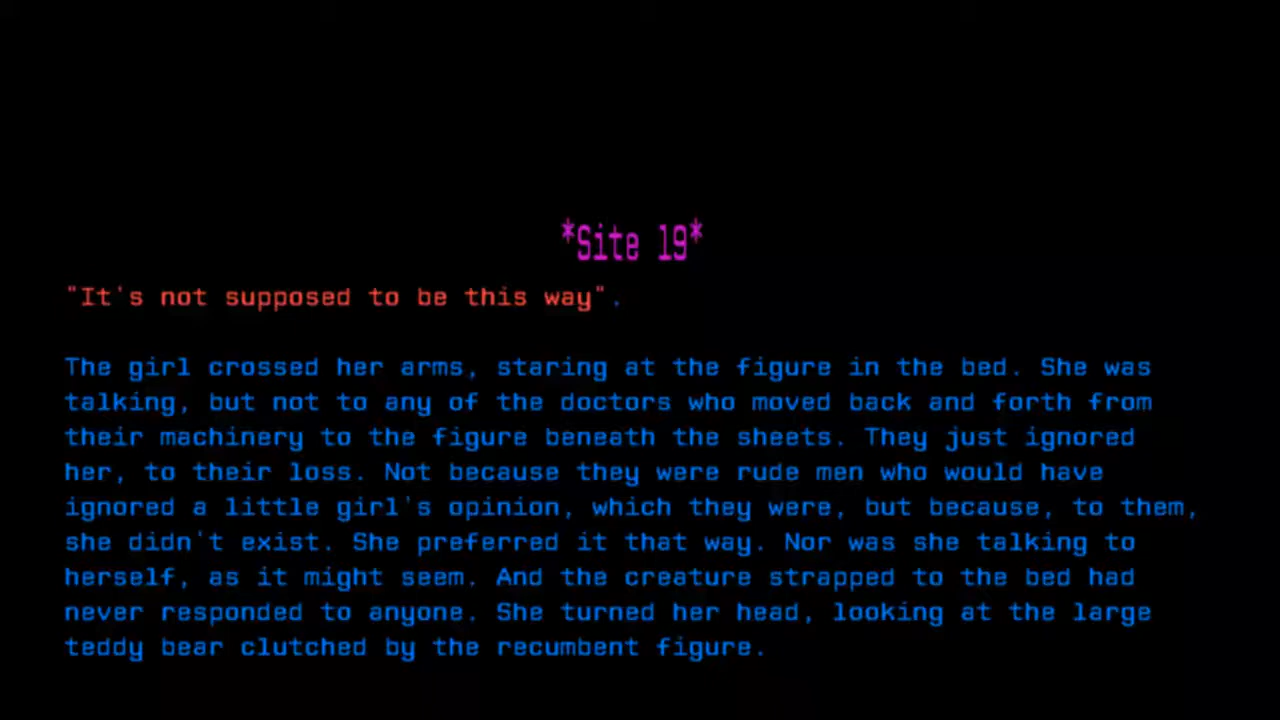 *Site 19*
"It's not supposed to be this way".
The girl crossed her arms, staring at the figure in the bed. She was
talking, but not to any of the doctors who moved back and forth from
their machinery to the figure beneath the sheets. They just ignored
her, to their loss. Not because they were rude men who would have
ignored a little girl's opinion, which they were, but because, to them,
she didn't exist. She preferred it that way. Nor was she talking to
herself, as it might seem. And the creature strapped to the bed had
never responded to anyone. She turned her head, looking at the large
teddy bear clutched by the recumbent figure.